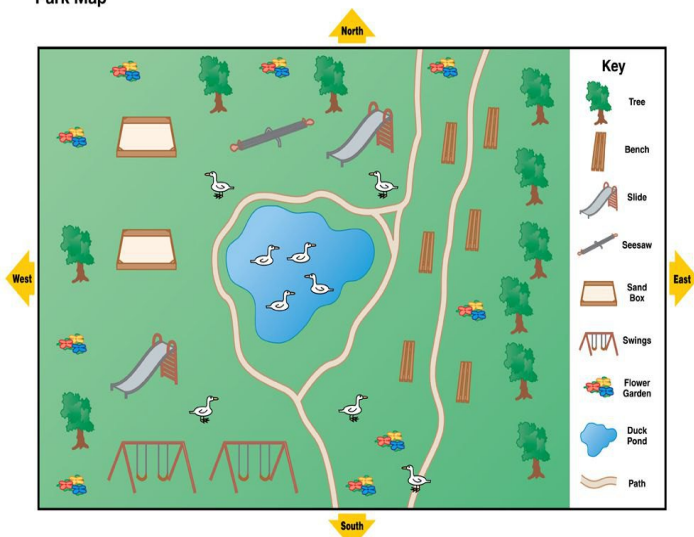 Park Map
North
Key
Tree
Bench
Slide
Seesaw
West
East
Sand
Box
Swings
Flower
Garden
Duck
Pond
Path
South